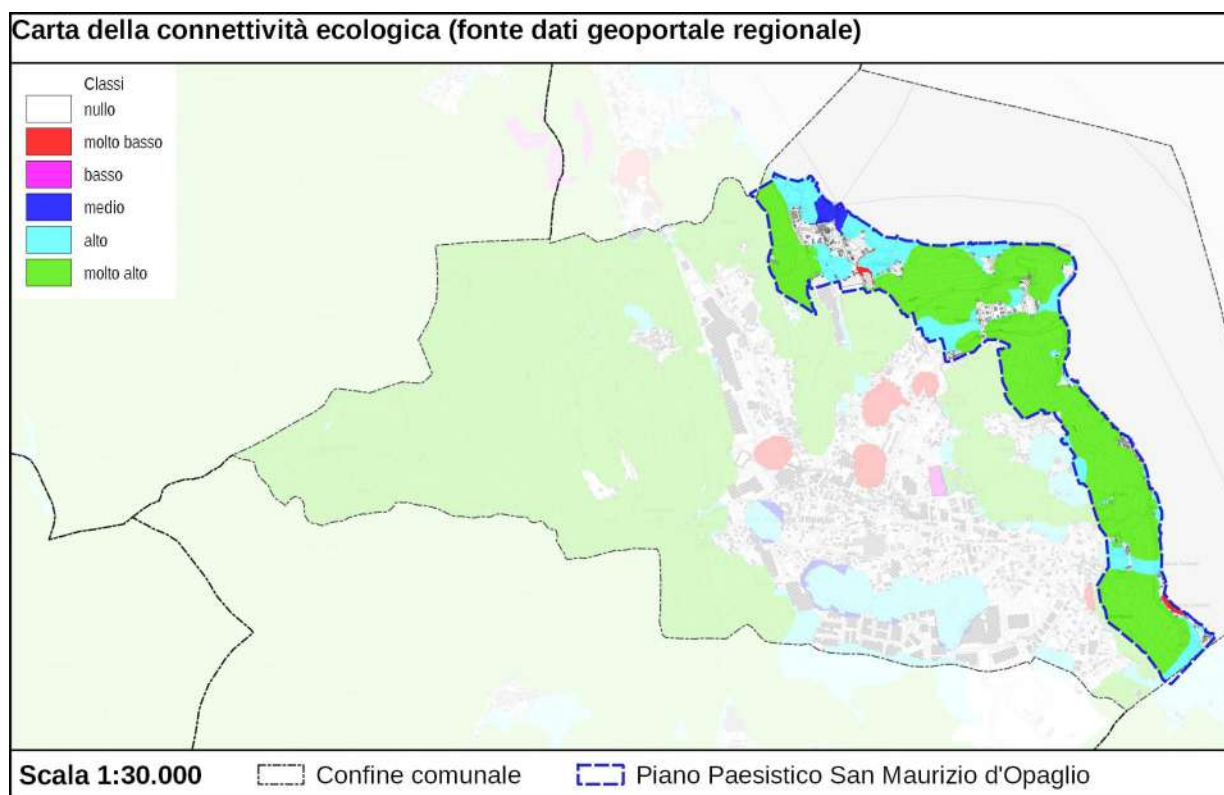 Carta della connettività ecologica (fonte dati geoportale regionale)
Classi
nullo
molto basso
basso
medio
alto
molto alto
Scala 1:30.000
Confine comunale
Piano Paesistico San Maurizio d'Opaglio